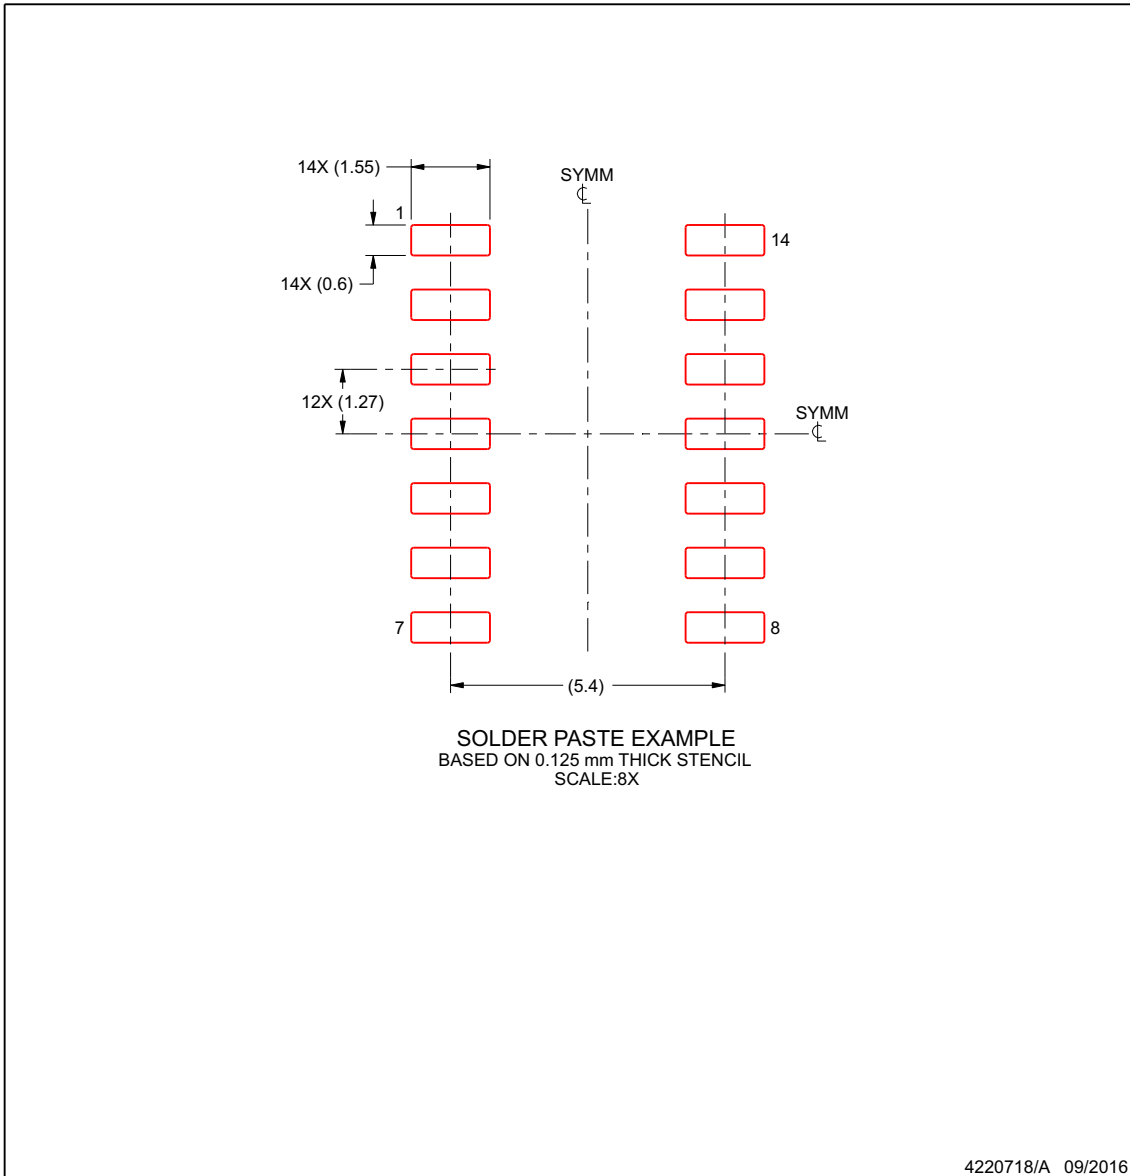 14X (1.55)
SYMM
1
14
14X (0.6)
12X (1.27)
SYMM
7
8
(5.4)
SOLDER PASTE EXAMPLE
BASED ON 0.125 mm THICK STENCIL
SCALE:8X
4220718/A 09/2016